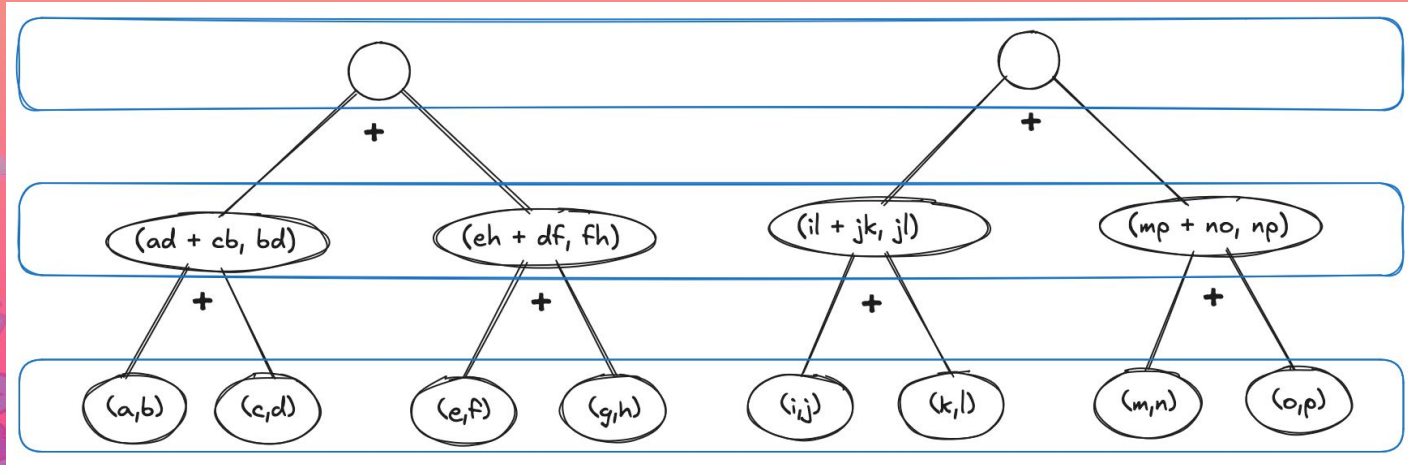 +
+
(ad + cb, bd)
(eh + df, fh)
(il + jk, jl)
(mp + no, np)
+
+
+
+
(a,b)
(c,d)
(e,f)
(g,h)
(i,j)
(k,l)
(m,n)
(o,p)